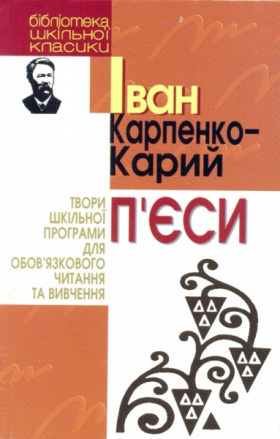 бібліотека
шкільної
класики
Іван
Карпенко-
Карий
П'ЄСИ
ТВОРИ
ШКІЛЬНОЇ
ПРОГРАМИ
ДЛЯ
ОБОВ'ЯЗКОВОГО
ЧИТАННЯ
ТА ВИВЧЕННЯ